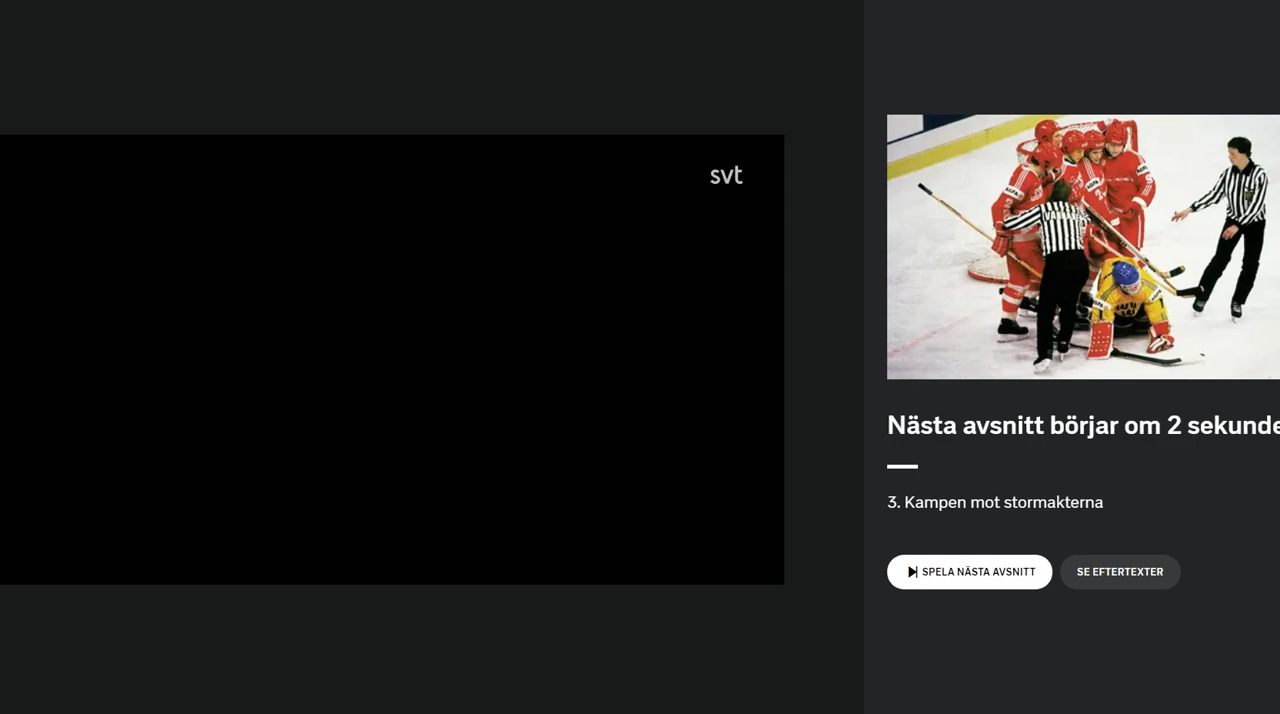 svt
Nästa avsnitt börjar om 2 sekunde
3. Kampen mot stormakterna
SPELA NÄSTA AVSNITT
SE EFTERTEXTER